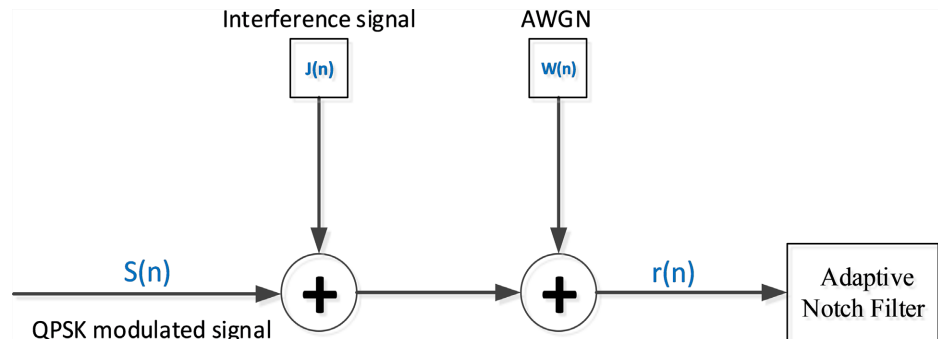 Interference signal
AWGN
J(n)
W(n)
S(n)
r(n)
QPSK modulated signal
Adaptive
Notch Filter